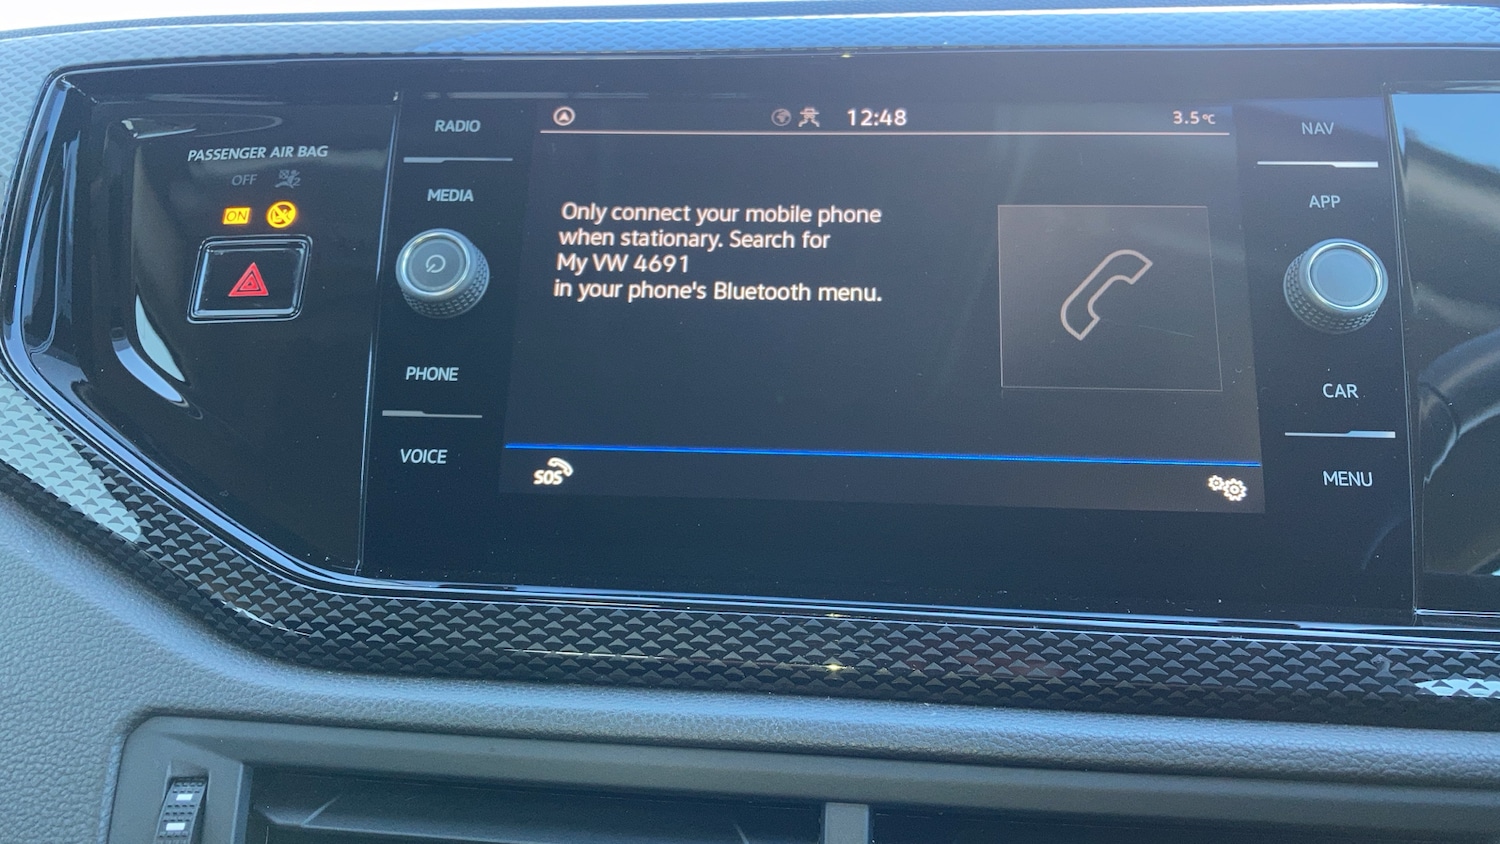 PASSENGER AIR BAG
OFF
ON
RADIO
MEDIA
PHONE
VOICE
12:48
3.5°C
Only connect your mobile phone
when stationary. Search for
My VW 4691
in your phone's Bluetooth menu.
SOS
NAV
APP
CAR
MENU